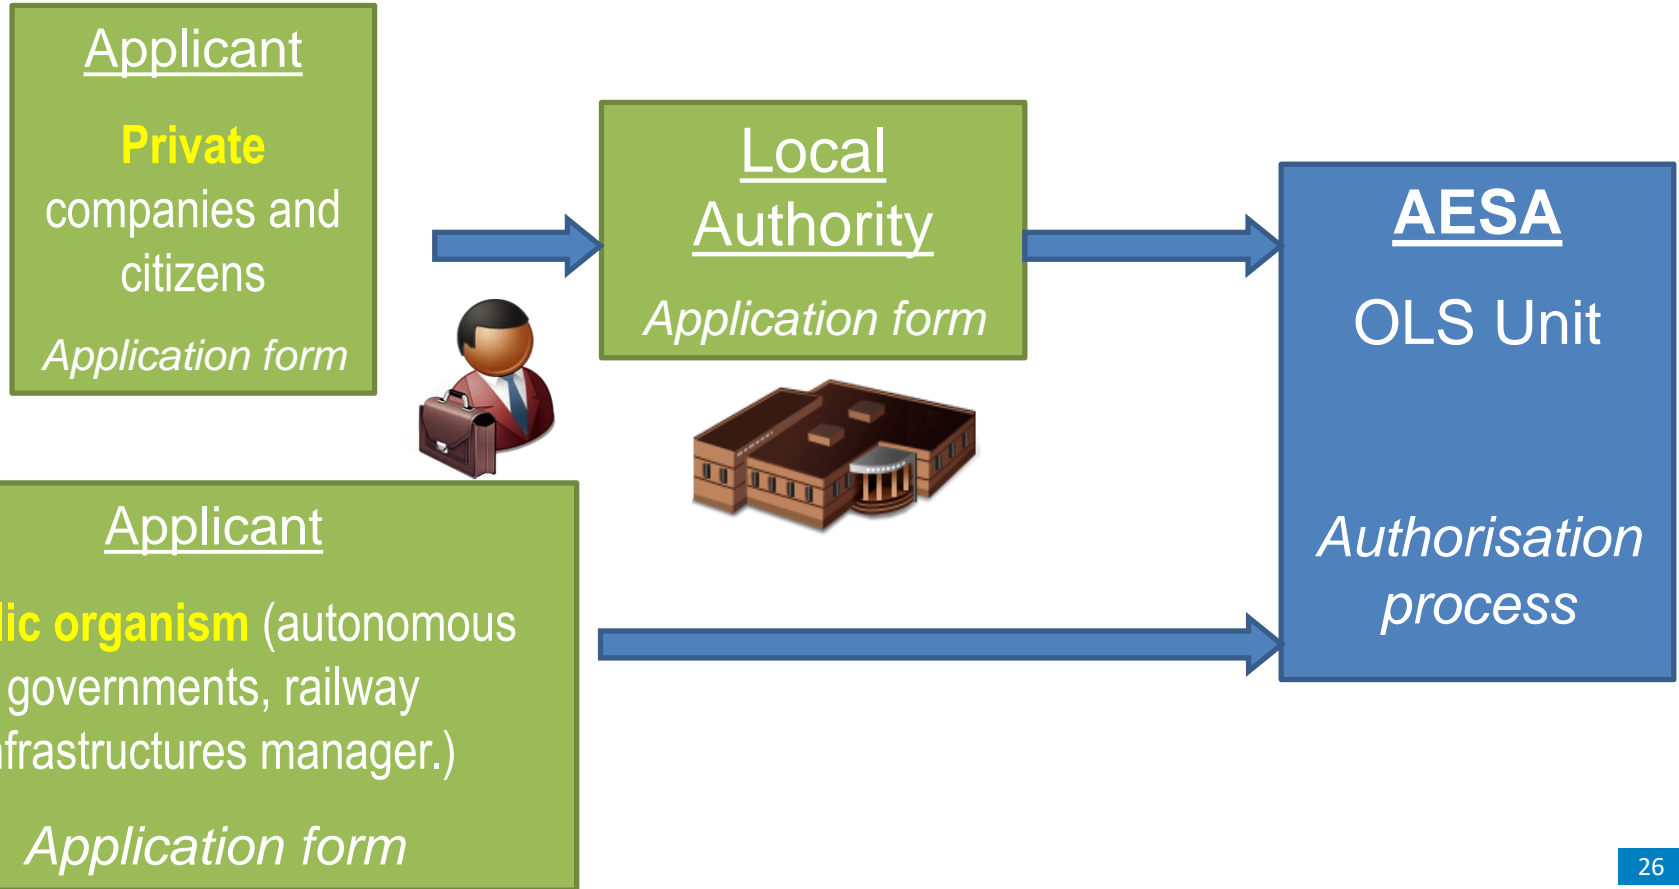 Applicant
Private
companies and
citizens
Application form
Local
Authority
Application form
AESA
OLS Unit
Authorisation
process
Applicant
lic organism (autonomous
governments, railway
nfrastructures manager.)
Application form
26